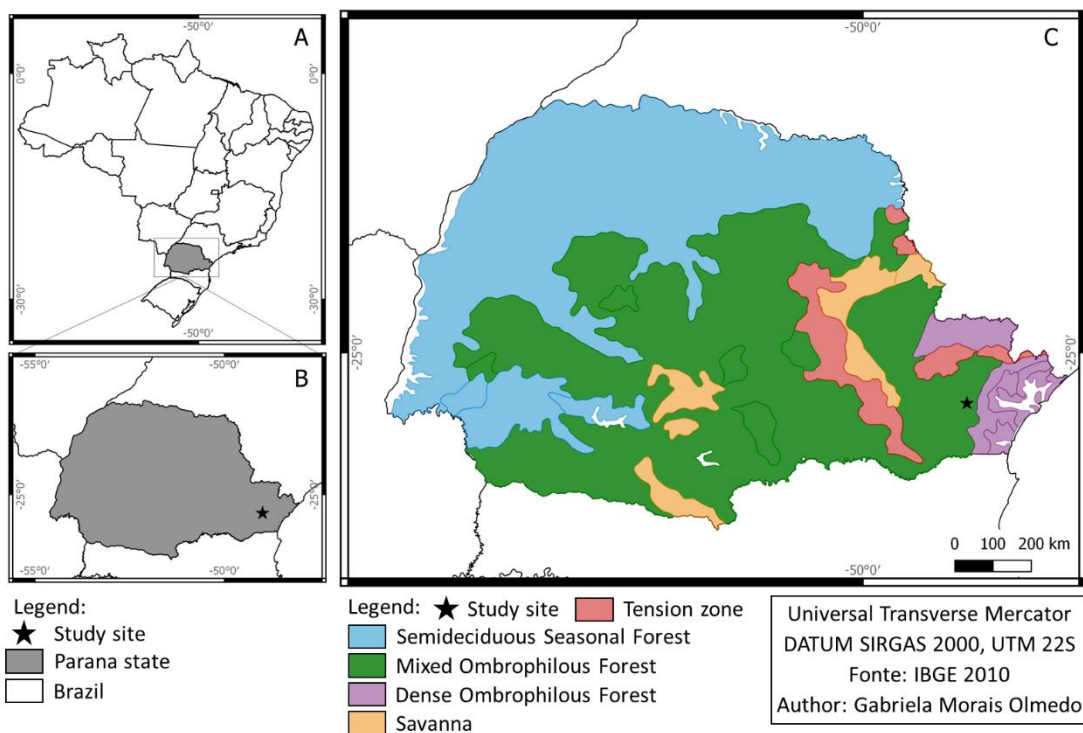 -50°0′
A
0°0′
0°0′
-30°0′
-30°0′
-50°0′
-55°0′
-50°0′
B
-25°0′
-25°0′
-55°0′
-50°0′
Legend:
Study site
Parana state
Brazil
-50°0′
C
-25°0′
-25°0′
0 100 200 km
-50°0′
Legend: Study site Tension zone
Semideciduous Seasonal Forest
Mixed Ombrophilous Forest
Dense Ombrophilous Forest
Savanna
Universal Transverse Mercator
DATUM SIRGAS 2000, UTM 22S
Fonte: IBGE 2010
Author: Gabriela Morais Olmedo